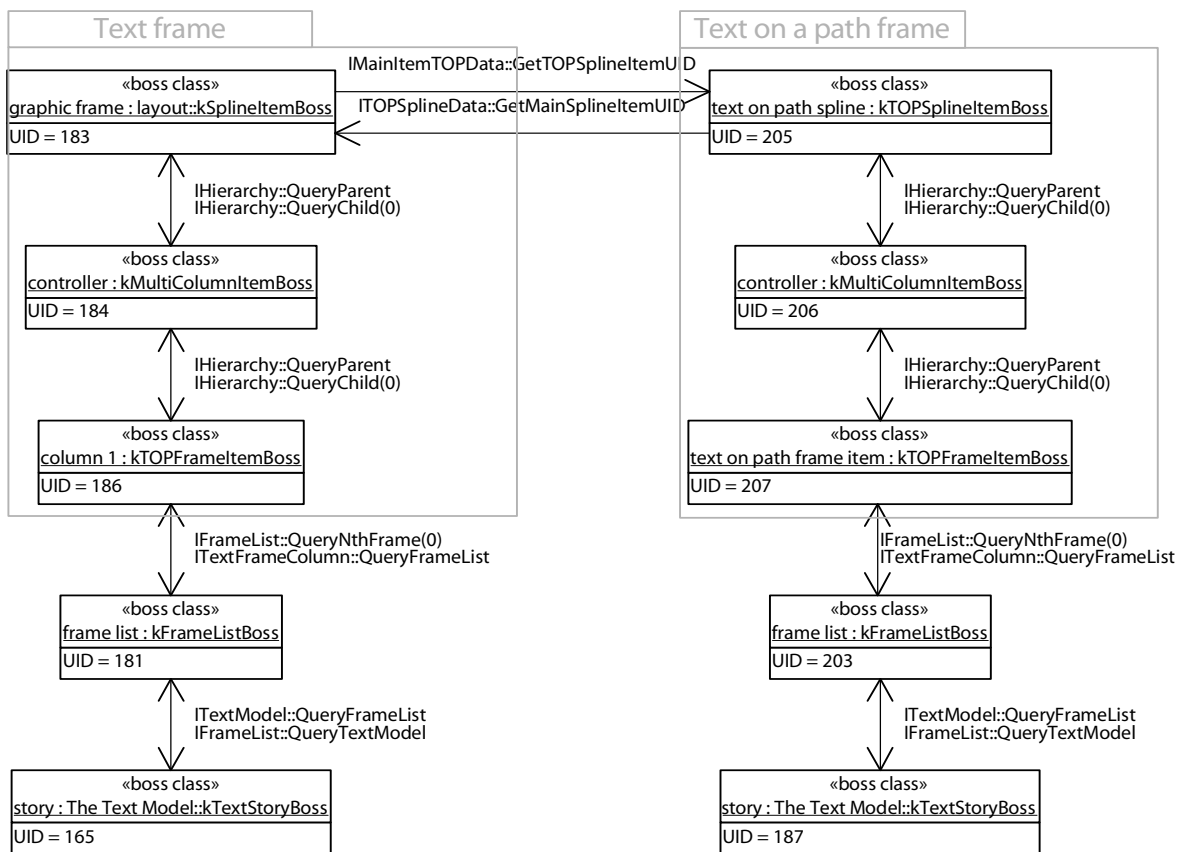 Text frame
Text on a path frame
IMainItemTOPData::GetTOPSplineItemUID
ITOPSplineData::GetMainSplineItemUID
«boss class»
graphic frame : layout::kSplineItemBoss
UID = 183
«boss class»
text on path spline : kTOPSplineItemBoss
UID = 205
IHierarchy::QueryParent
IHierarchy::QueryChild(0)
IHierarchy::QueryParent
IHierarchy::QueryChild(0)
«boss class»
controller : kMultiColumnItemBoss
UID = 184
«boss class»
controller : kMultiColumnItemBoss
UID = 206
IHierarchy::QueryParent
IHierarchy::QueryChild(0)
IHierarchy::QueryParent
IHierarchy::QueryChild(0)
«boss class»
column 1 : kTOPFrameItemBoss
UID = 186
«boss class»
text on path frame item : kTOPFrameItemBoss
UID = 207
IFrameList::QueryNthFrame(0)
ITextFrameColumn::QueryFrameList
IFrameList::QueryNthFrame(0)
ITextFrameColumn::QueryFrameList
«boss class»
frame list : kFrameListBoss
UID = 181
«boss class»
frame list : kFrameListBoss
UID = 203
ITextModel::QueryFrameList
IFrameList::QueryTextModel
ITextModel::QueryFrameList
IFrameList::QueryTextModel
«boss class»
story : The Text Model::kTextStoryBoss
UID = 165
«boss class»
story : The Text Model::kTextStoryBoss
UID = 187